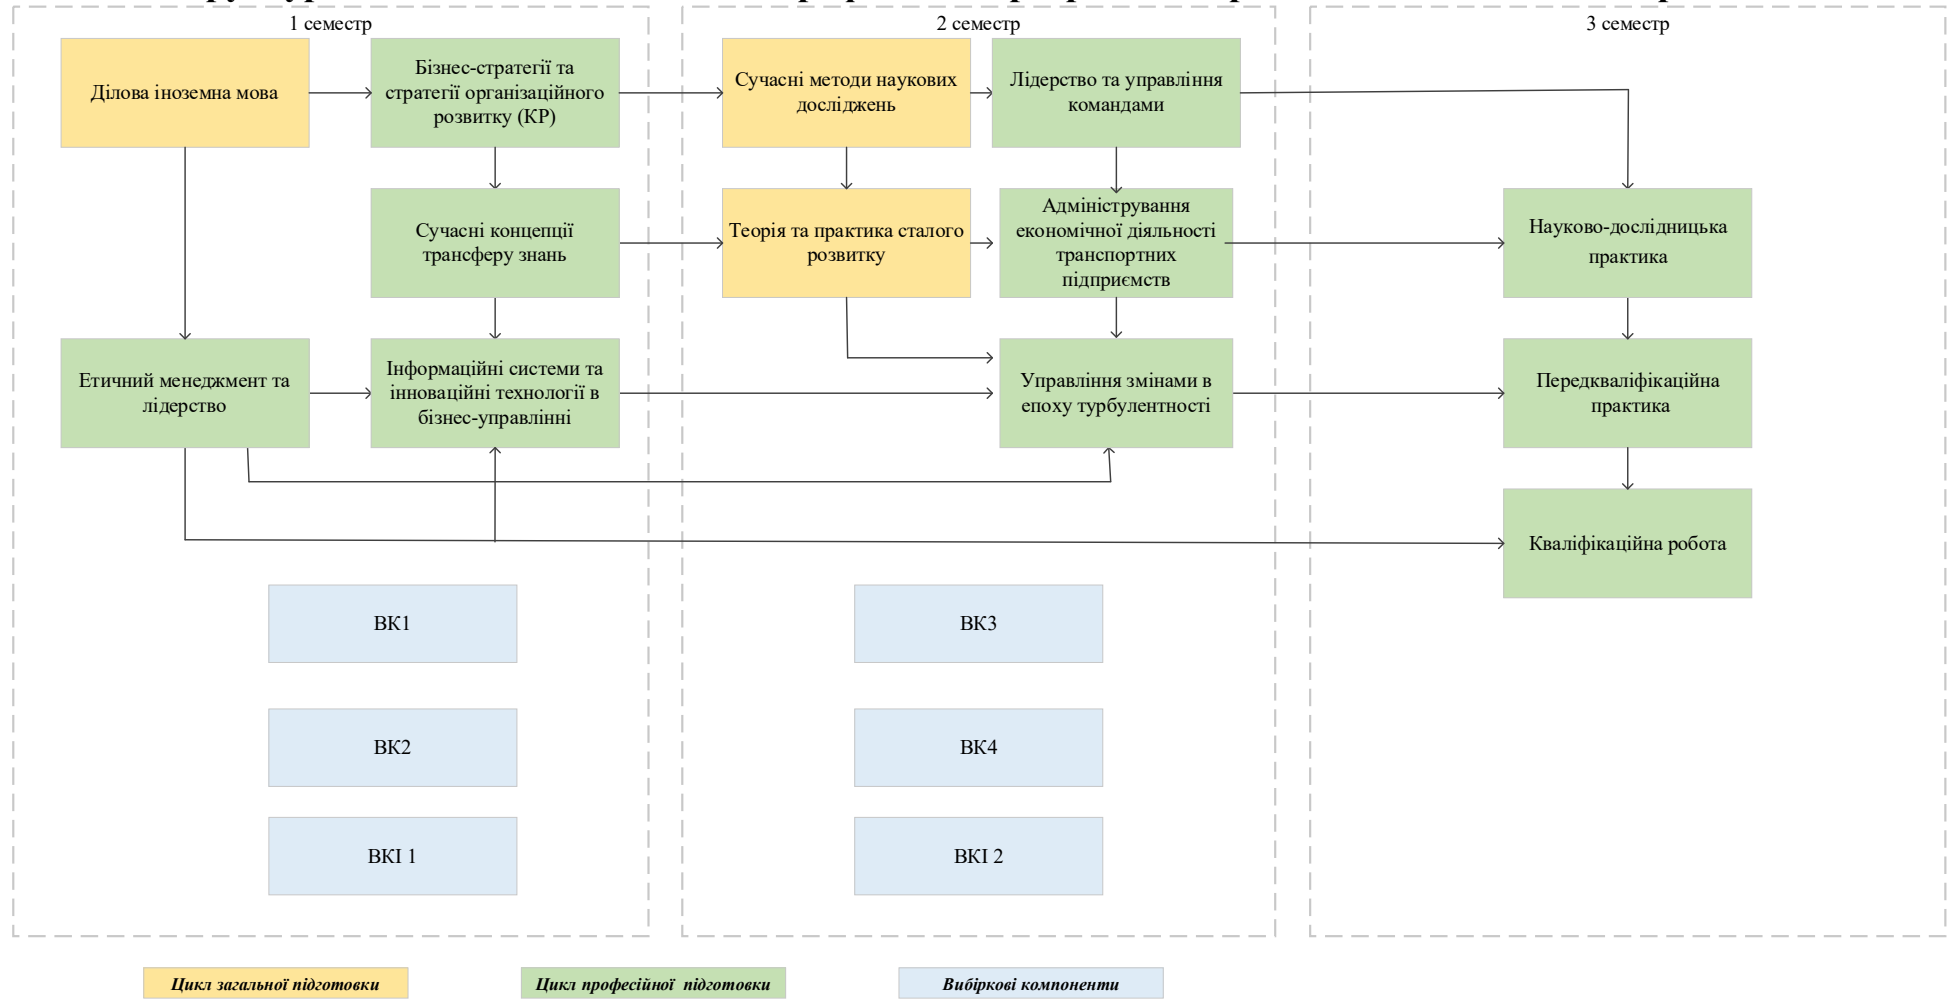 1 семестр
Ділова іноземна мова
Бізнес-стратегії та
стратегії організаційного
розвитку (КР)
Сучасні концепції
трансферу знань
Етичний менеджмент та
лідерство
Інформаційні системи та
інноваційні технології в
бізнес-управлінні
ВК1
ВК2
ВКІ 1
2 семестр
Сучасні методи наукових
досліджень
Лідерство та управління
командами
Теорія та практика сталого
розвитку
Адміністрування
економічної діяльності
транспортних
підприємств
Управління змінами в
епоху турбулентності
ВК3
ВК4
ВКІ 2
3 семестр
Науково-дослідницька
практика
Передкваліфікаційна
практика
Кваліфікаційна робота
Цикл загальної підготовки
Цикл професійної підготовки
Вибіркові компоненти